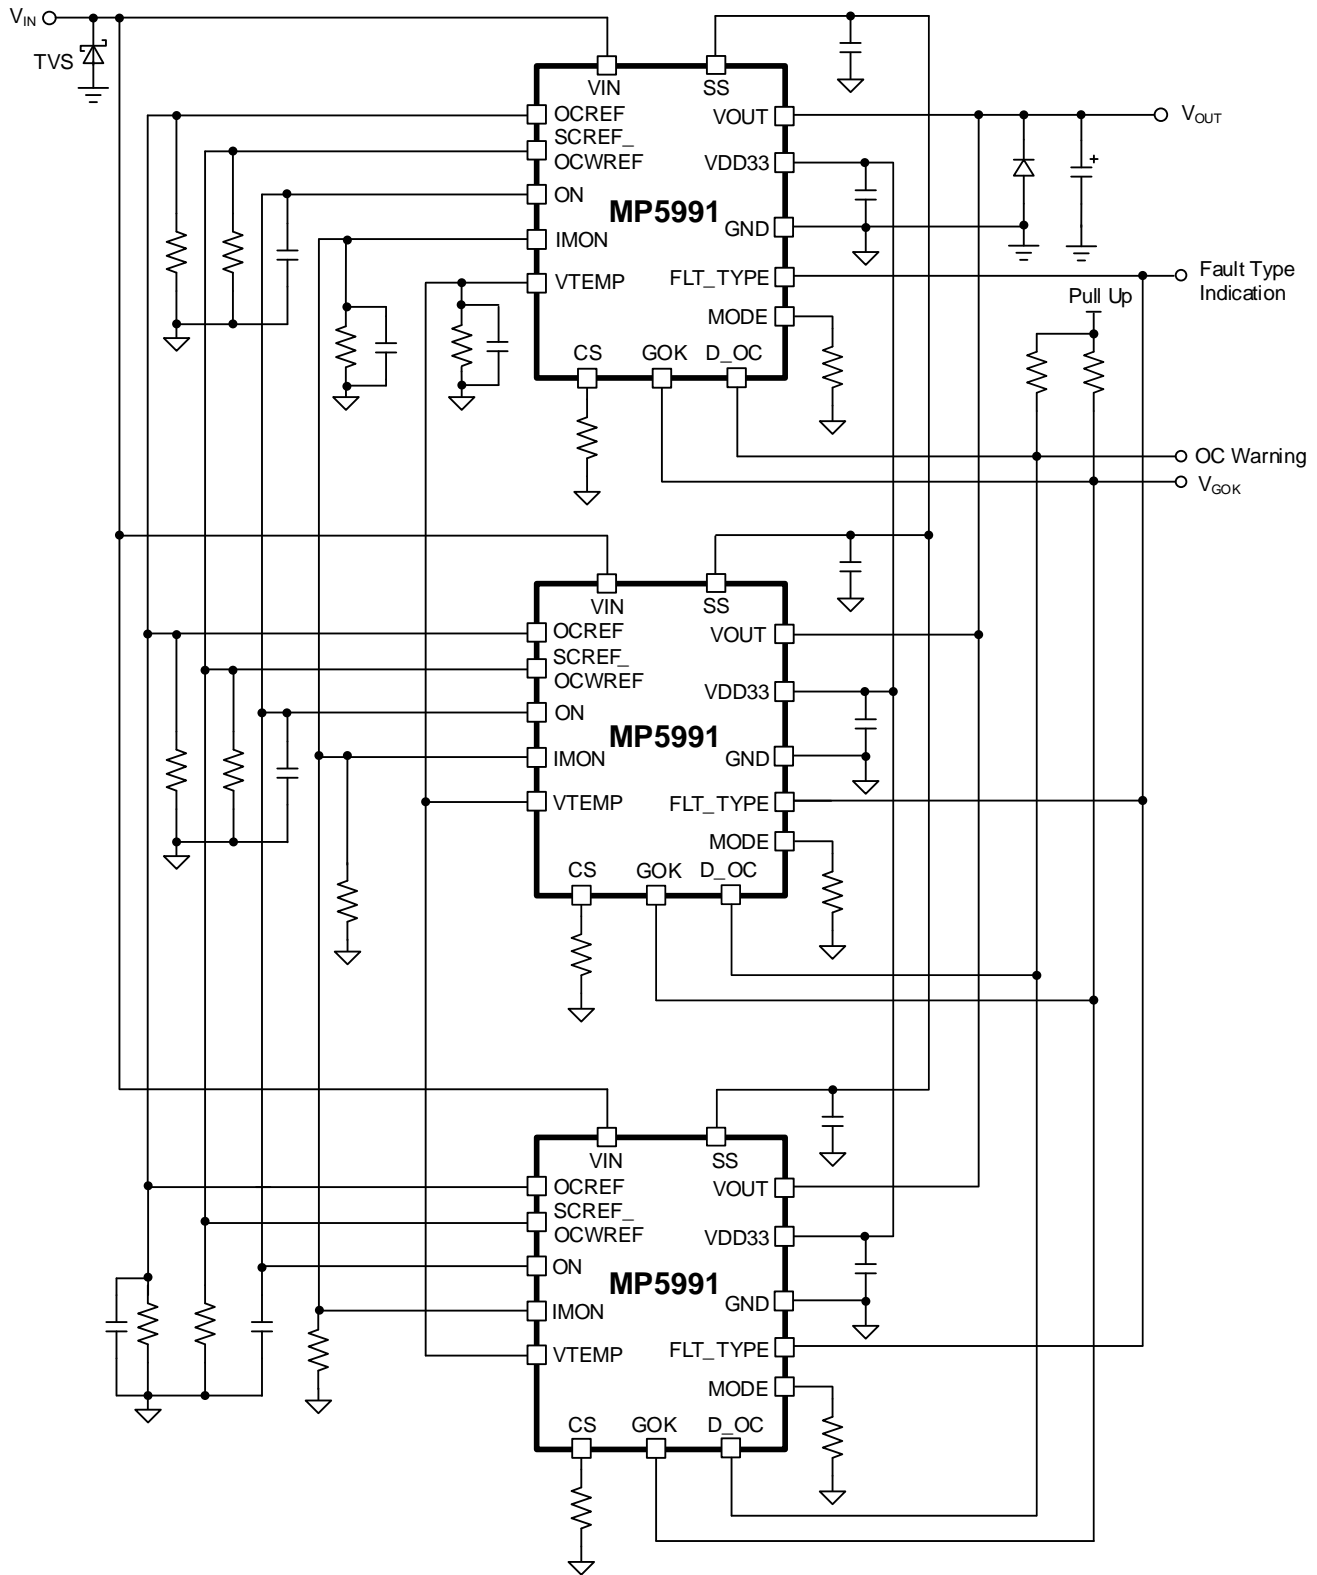 VIN
TVS
VIN
SS
OCREF
SCREF_
OCWREF
ON
IMON
VTEMP
MP5991
VOUT
VDD33
GND
FLT_TYPE
MODE
CS
GOK
D_OC
VOUT
Fault Type
Indication
Pull Up
OC Warning
VGOK
VIN
SS
OCREF
SCREF_
OCWREF
ON
IMON
VTEMP
MP5991
VOUT
VDD33
GND
FLT_TYPE
MODE
CS
GOK
D_OC
VIN
SS
OCREF
SCREF_
OCWREF
ON
IMON
VTEMP
MP5991
VOUT
VDD33
GND
FLT_TYPE
MODE
CS
GOK
D_OC
+